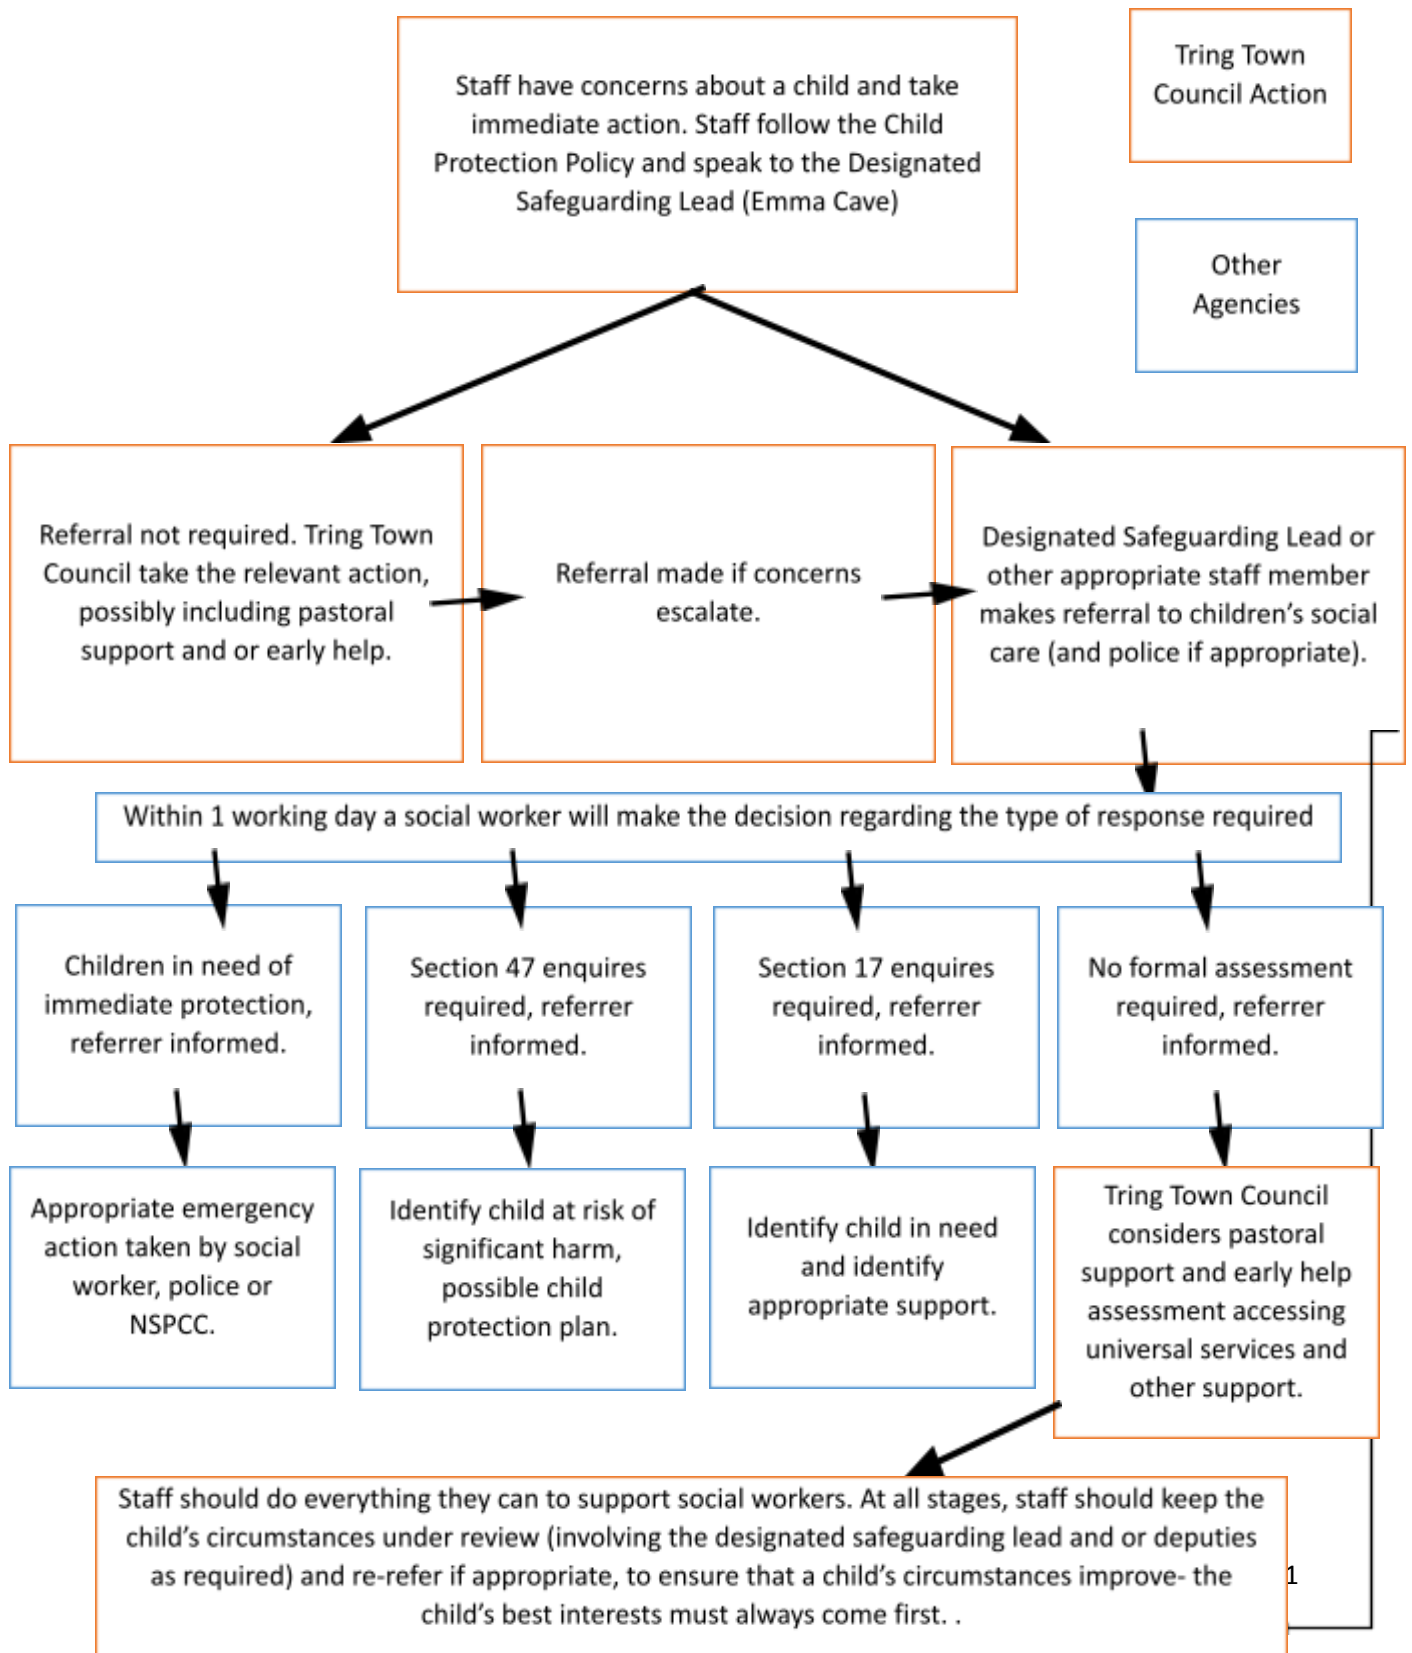 Staff have concerns about a child and take
immediate action. Staff follow the Child
Protection Policy and speak to the Designated
Safeguarding Lead (Emma Cave)
Tring Town
Council Action
Other
Agencies
Referral not required. Tring Town
Council take the relevant action,
possibly including pastoral
support and or early help.
Referral made if concerns
escalate.
Designated Safeguarding Lead or
other appropriate staff member
makes referral to children’s social
care (and police if appropriate).
Within 1 working day a social worker will make the decision regarding the type of response required
Children in need of
immediate protection,
referrer informed.
Section 47 enquires
required, referrer
informed.
Section 17 enquires
required, referrer
informed.
No formal assessment
required, referrer
informed.
Appropriate emergency
action taken by social
worker, police or
NSPCC.
Identify child at risk of
significant harm,
possible child
protection plan.
Identify child in need
and identify
appropriate support.
Tring Town Council
considers pastoral
support and early help
assessment accessing
universal services and
other support.
Staff should do everything they can to support social workers. At all stages, staff should keep the
child’s circumstances under review (involving the designated safeguarding lead and or deputies
as required) and re-refer if appropriate, to ensure that a child’s circumstances improve- the
child’s best interests must always come first. .
1